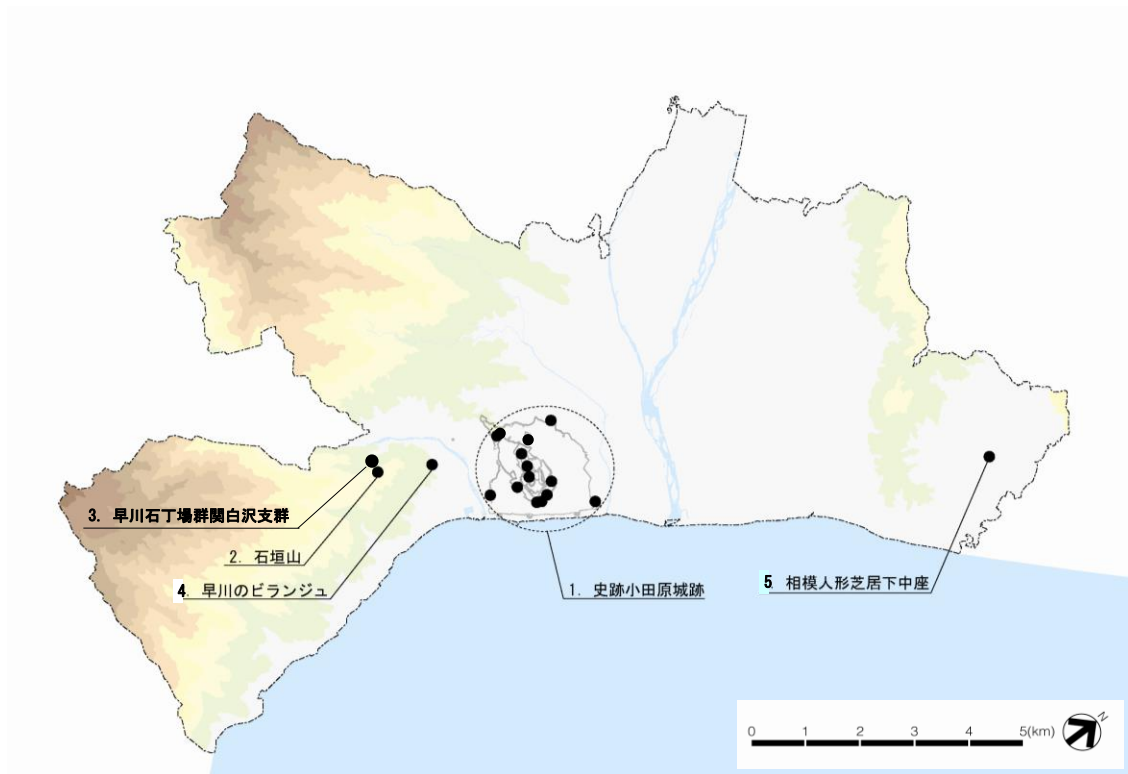 3. 早川石丁場群関白沢支群
2. 石垣山
4. 早川のビランジュ
1. 史跡小田原城跡
5. 相模人形芝居下中座
0 1 2 3 4 5(km)
N